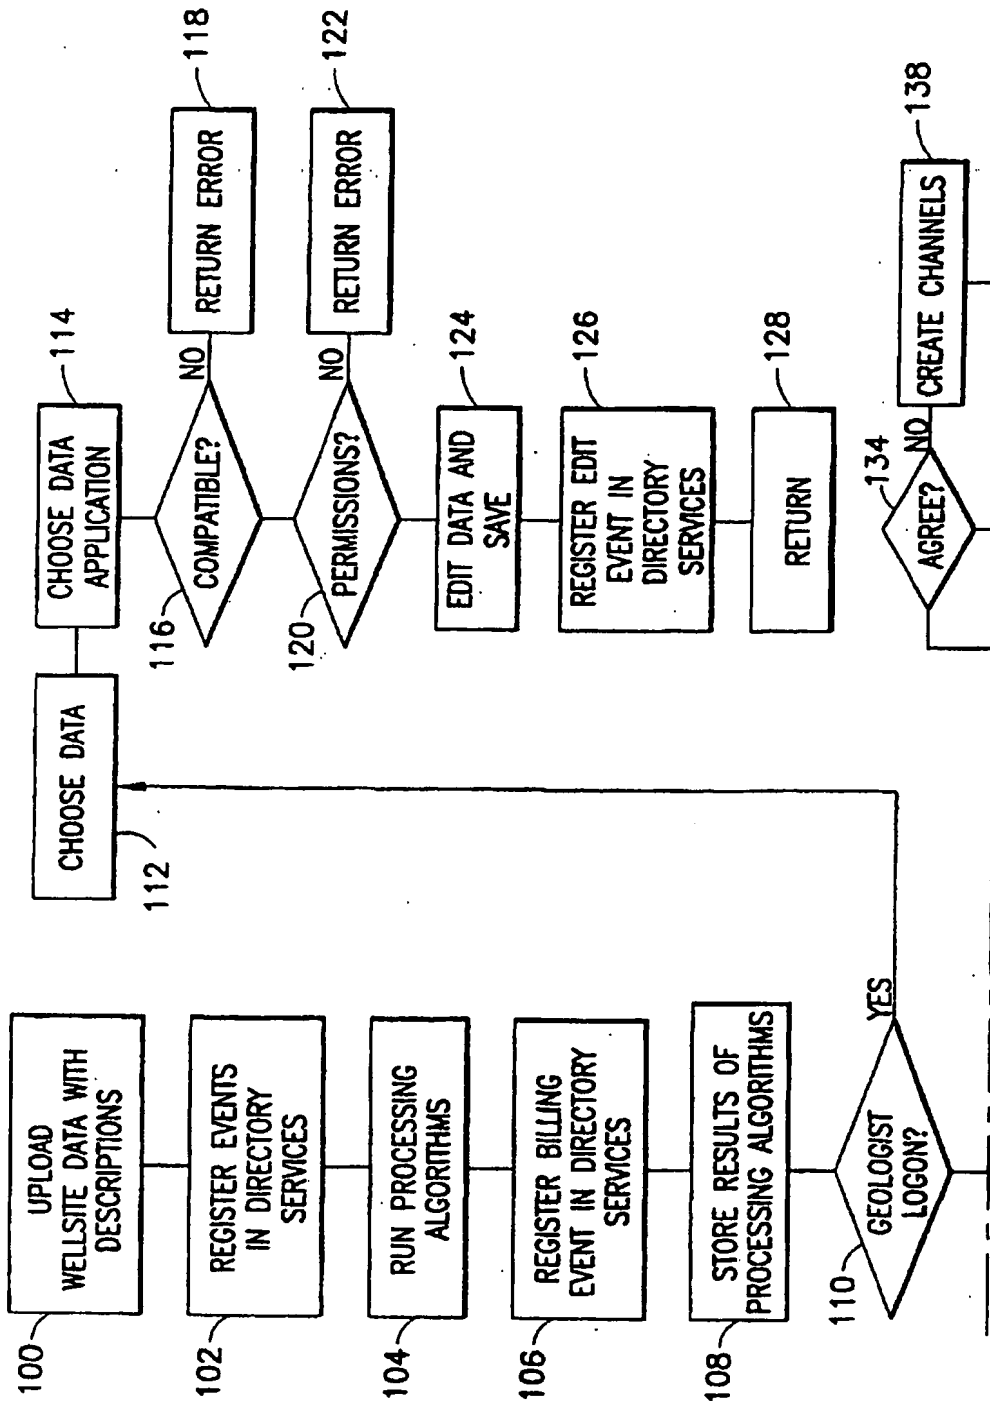 100
UPLOAD
WELLSITE DATA WITH
DESCRIPTIONS
102
REGISTER EVENTS
IN DIRECTORY
SERVICES
104
RUN PROCESSING
ALGORITHMS
106
REGISTER BILLING
EVENT IN DIRECTORY
SERVICES
108
STORE RESULTS OF
PROCESSING ALGORITHMS
110
GEOLOGIST
LOGON?
YES
112
CHOOSE DATA
114
CHOOSE DATA
APPLICATION
116
COMPATIBLE?
NO
118
RETURN ERROR
120
PERMISSIONS?
NO
122
RETURN ERROR
124
EDIT DATA AND
SAVE
126
REGISTER EDIT
EVENT IN
DIRECTORY
SERVICES
128
RETURN
134
AGREE?
NO
138
CREATE CHANNELS